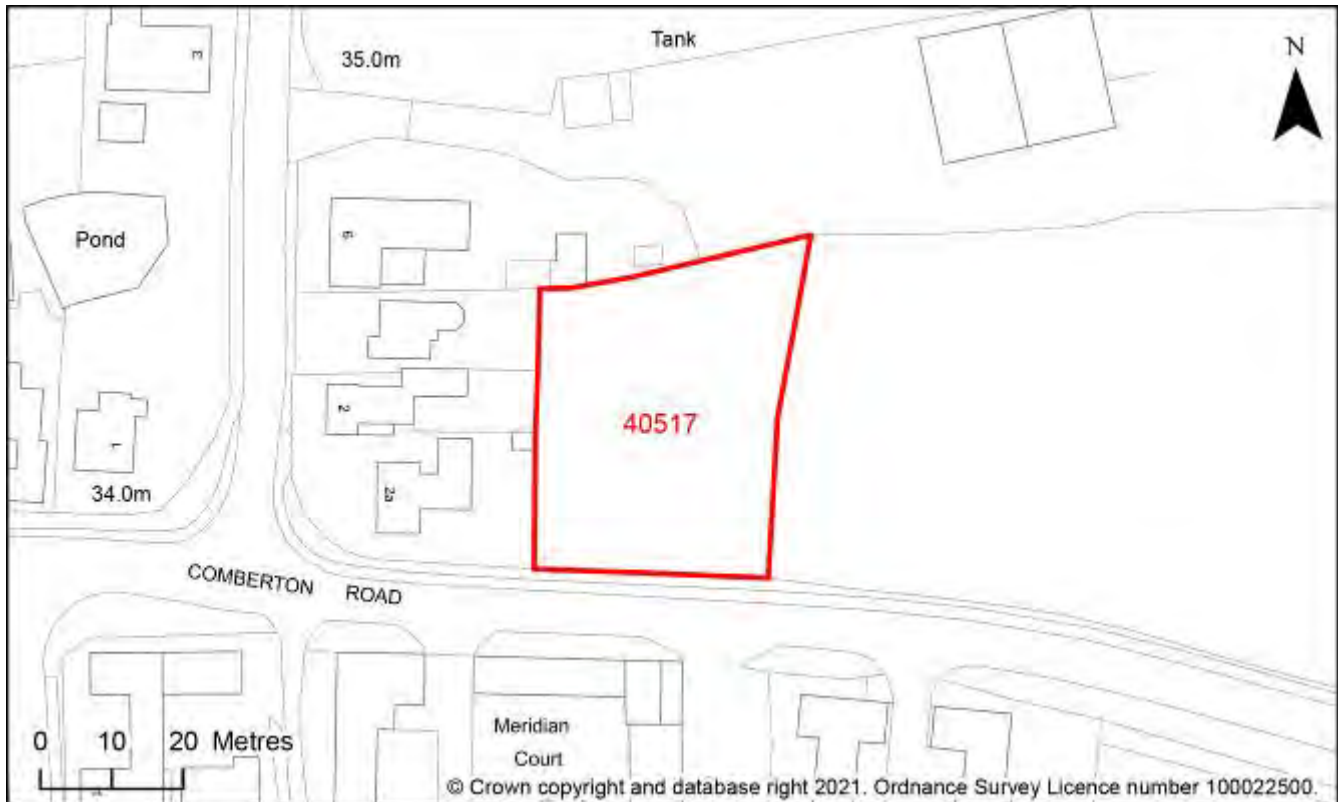 Tank
N
35.0m
3
Pond
6
40517
2
1
2a
34.0m
COMBERTON ROAD
Meridian
Court
0 10 20 Metres
© Crown copyright and database right 2021. Ordnance Survey Licence number 100022500.